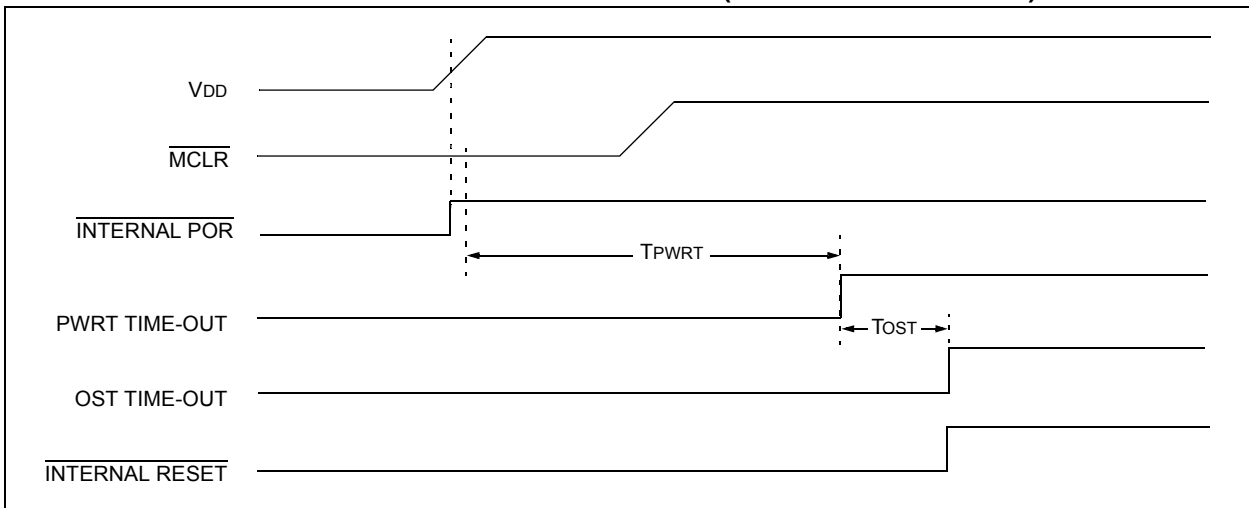 VDD
MCLR
INTERNAL POR
TPWRT
PWRT TIME-OUT
TOST
OST TIME-OUT
INTERNAL RESET